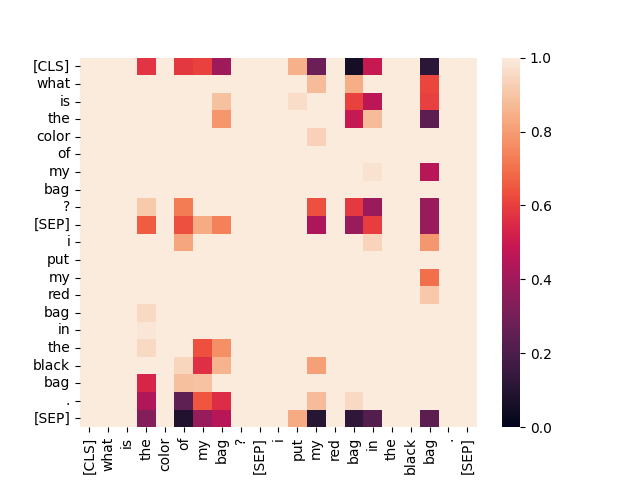 [CLS]
what
is
the
color
of
my
bag
?
[SEP]
i
put
my
red
bag
in
the
black
bag
.
[SEP]
[CLS] what is the color of my bag ? [SEP] i put my red bag in the black bag . [SEP]
1.0
0.8
0.6
0.4
0.2
0.0